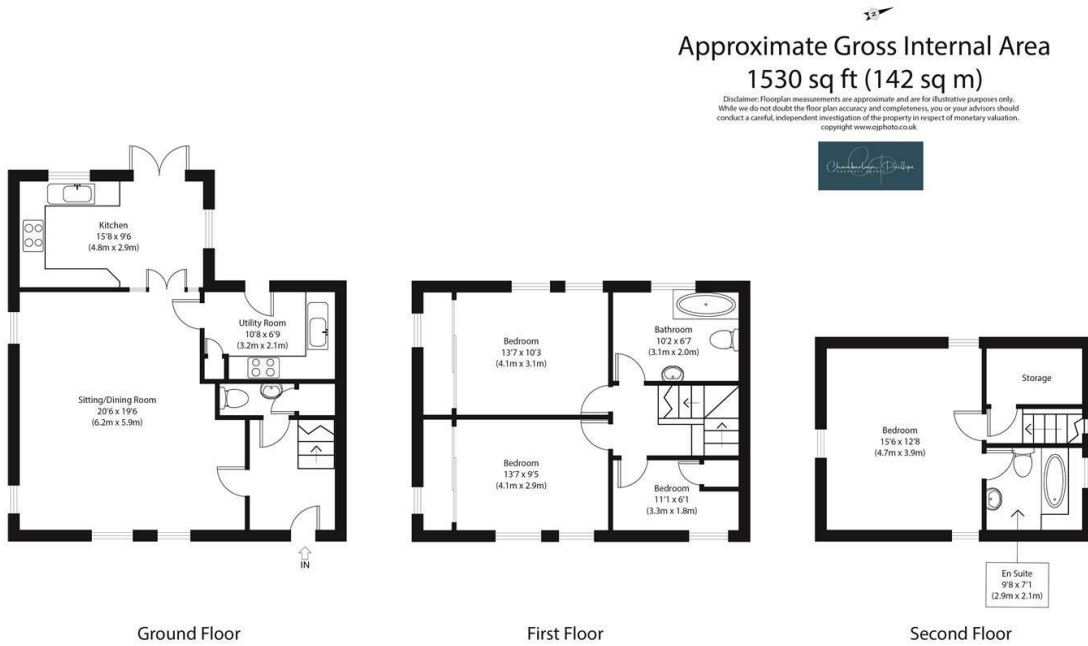 N
Approximate Gross Internal Area
1530 sq ft (142 sq m)
Disclaimer: Floorplan measurements are approximate and are for illustrative purposes only.
While we do not doubt the floor plan accuracy and completeness, you or your advisors should
conduct a careful, independent investigation of the property in respect of monetary valuation.
copyright www.ojphoto.co.uk
Chamberlain Phillips
Kitchen
15'8 x 9'6
(4.8m x 2.9m)
Utility Room
10'8 x 6'9
(3.2m x 2.1m)
Sitting/Dining Room
20'6 x 19'6
(6.2m x 5.9m)
IN
Ground Floor
Bedroom
13'7 x 10'3
(4.1m x 3.1m)
Bathroom
10'2 x 6'7
(3.1m x 2.0m)
Bedroom
13'7 x 9'5
(4.1m x 2.9m)
Bedroom
11'1 x 6'1
(3.3m x 1.8m)
First Floor
Storage
Bedroom
15'6 x 12'8
(4.7m x 3.9m)
En Suite
9'8 x 7'1
(2.9m x 2.1m)
Second Floor